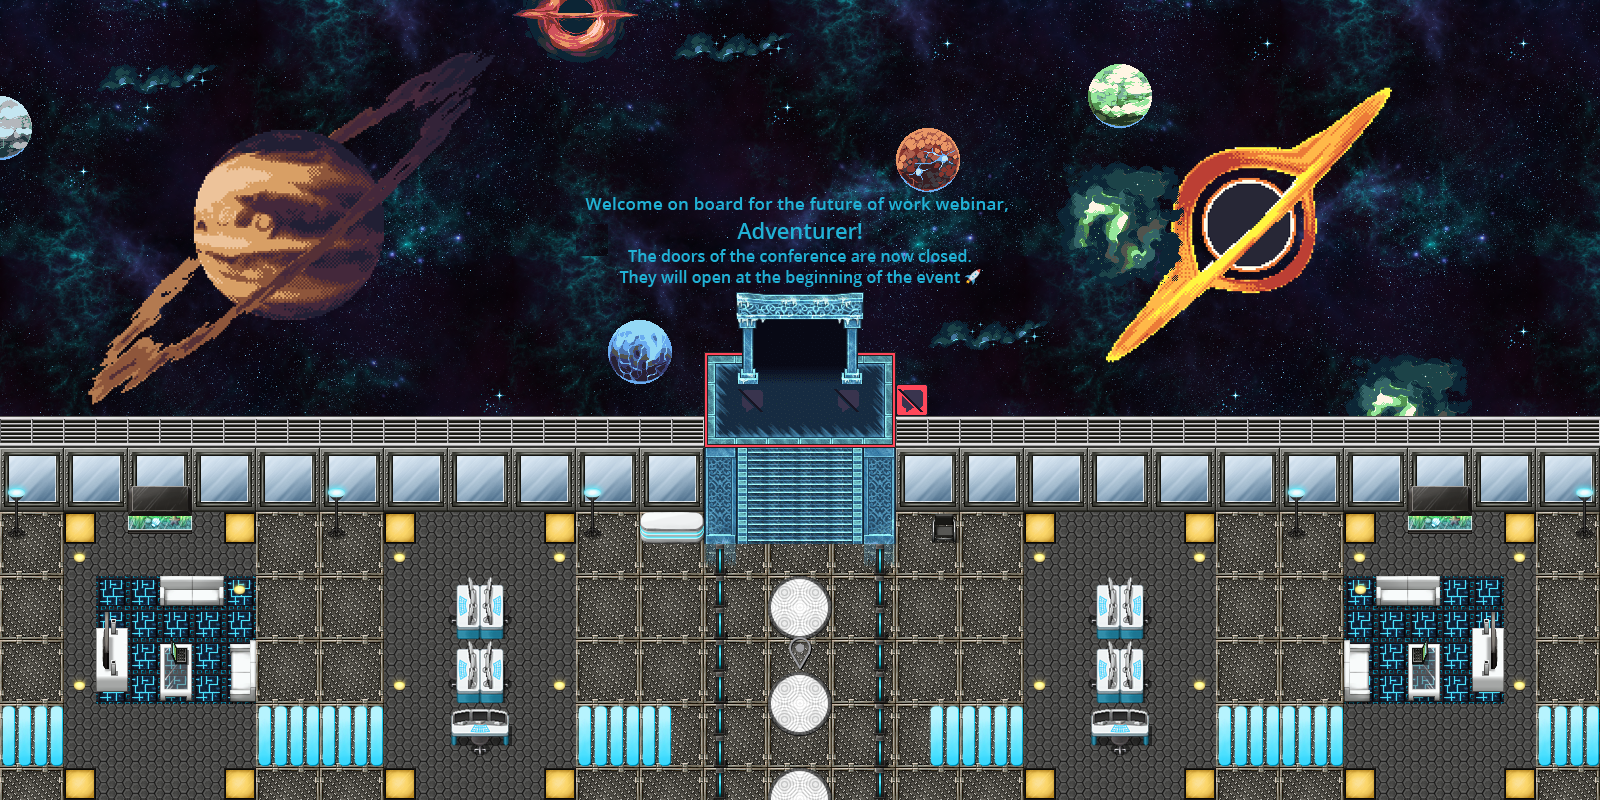 Welcome on board for the future of work webinar,
Adventurer!
The doors of the conference are now closed.
They will open at the beginning of the event 🚀